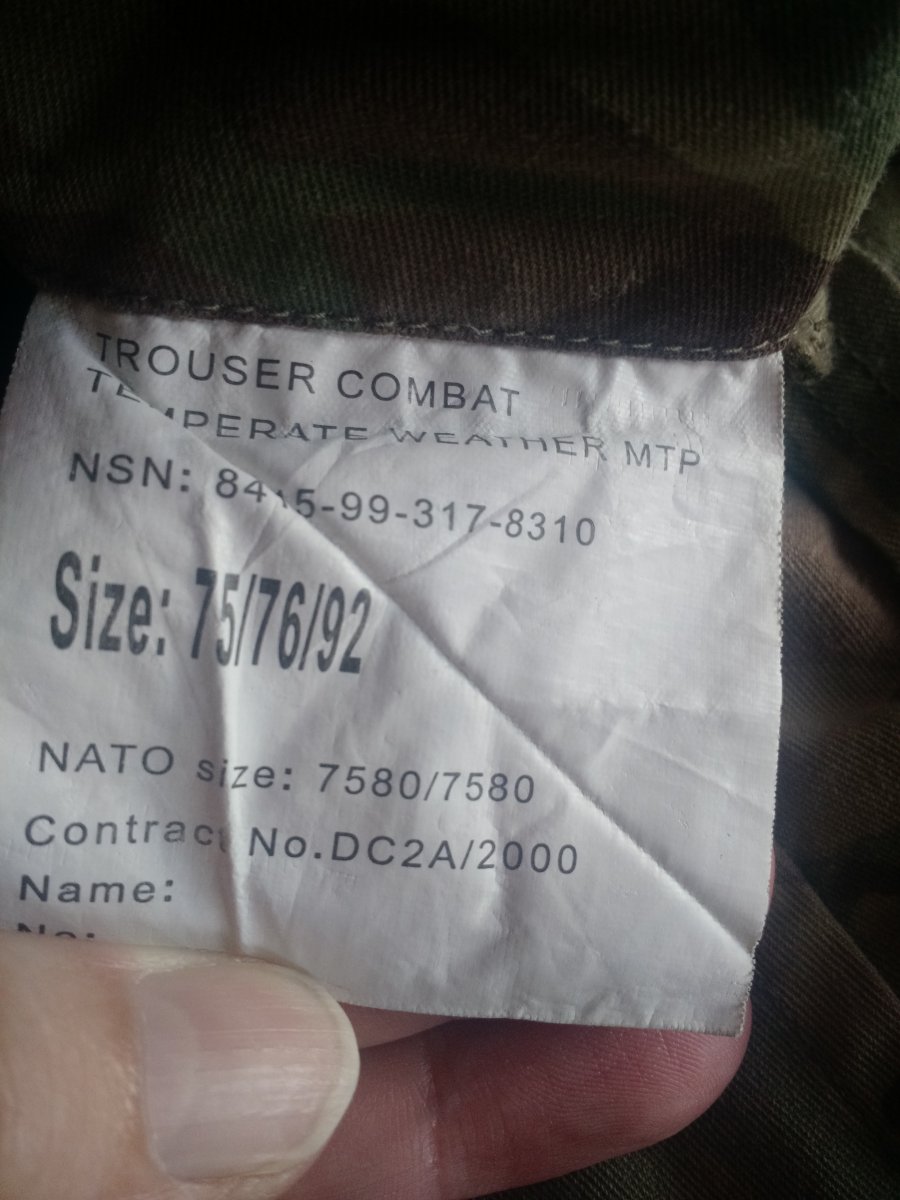 TROUSER COMBAT
TEMPERATE WEATHER MTP
NSN: 8415-99-317-8310
Size: 75/76/92
NATO size: 7580/7580
Contract No.DC2A/2000
Name:
No: